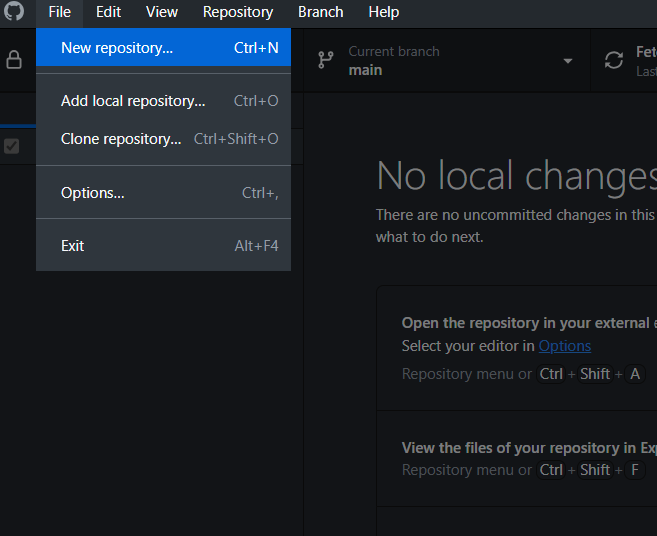 File Edit View Repository Branch Help
New repository... Ctrl+N
Add local repository... Ctrl+O
Clone repository... Ctrl+Shift+O
Options... Ctrl+,
Exit Alt+F4
Current branch
main
Last
No local changes
There are no uncommitted changes in this
what to do next.
Open the repository in your external
Select your editor in Options
Repository menu or Ctrl + Shift + A
View the files of your repository in
Repository menu or Ctrl + Shift + F